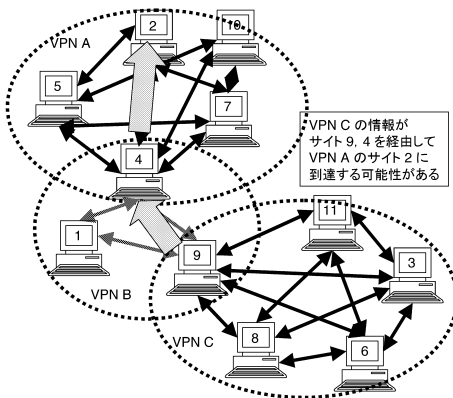 VPN A
2
10
5
7
4
VPN C の情報が
サイト 9, 4 を経由して
VPN A のサイト 2 に
到達する可能性がある
1
9
11
3
VPN B
8
6
VPN C